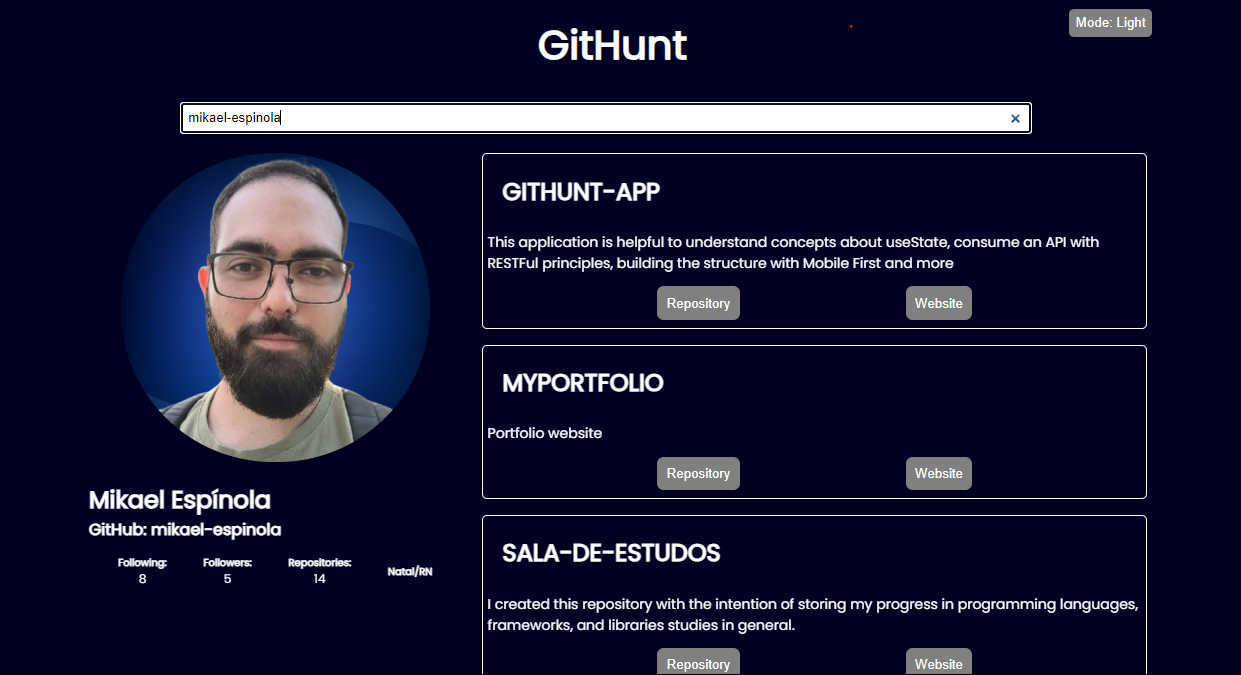 Mode: Light
GitHunt
mikael-espinola
×
Mikael Espínola
GitHub: mikael-espinola
Following: Followers: Repositories: Natal/RN
8 5 14
GITHUNT-APP
This application is helpful to understand concepts about useState, consume an API with
RESTFul principles, building the structure with Mobile First and more
Repository Website
MYPORTFOLIO
Portfolio website
Repository Website
SALA-DE-ESTUDOS
I created this repository with the intention of storing my progress in programming languages,
frameworks, and libraries studies in general.
Repository Website